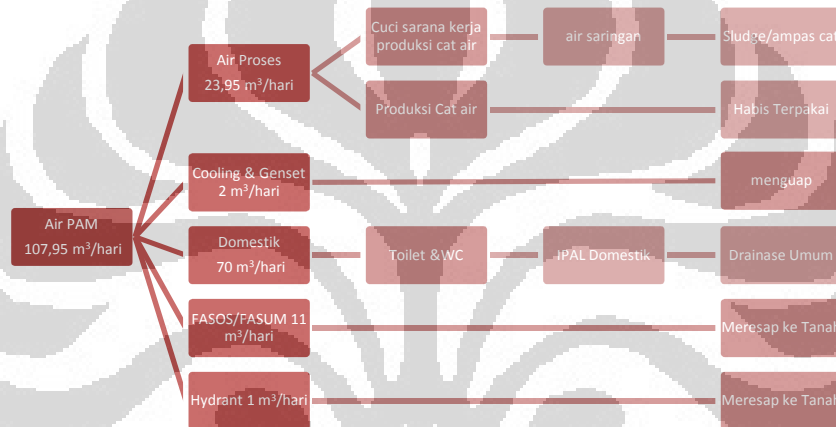 Air PAM
107,95 m³/hari
Air Proses
23,95 m³/hari
Cuci sarana kerja
produksi cat air
air saringan
Sludge/ampas cat
Produksi Cat air
Habis Terpakai
Cooling & Genset
2 m³/hari
menguap
Domestik
70 m³/hari
Toilet &WC
IPAL Domestik
Drainase Umum
FASOS/FASUM 11
m³/hari
Meresap ke Tanah
Hydrant 1 m³/hari
Meresap ke Tanah